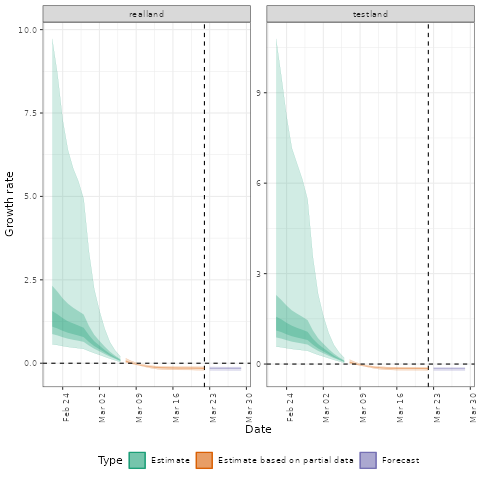 realland
testland
Growth rate
10.0
7.5
5.0
2.5
0.0
9
6
3
0
Feb 24
Mar 02
Mar 09
Mar 16
Mar 23
Mar 30
Feb 24
Mar 02
Mar 09
Mar 16
Mar 23
Mar 30
Date
Type Estimate Estimate based on partial data Forecast